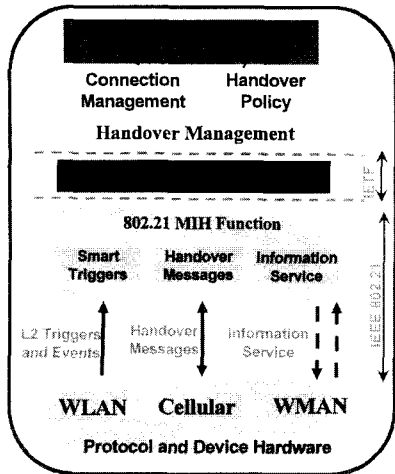 Connection Handover
Management Policy
Handover Management
IETF
802.21 MIH Function
Smart Handover Information
Triggers Messages Service
IEEE 802.21
L2 Triggers Handover Information
and Events Messages Service
WLAN Cellular WMAN
Protocol and Device Hardware